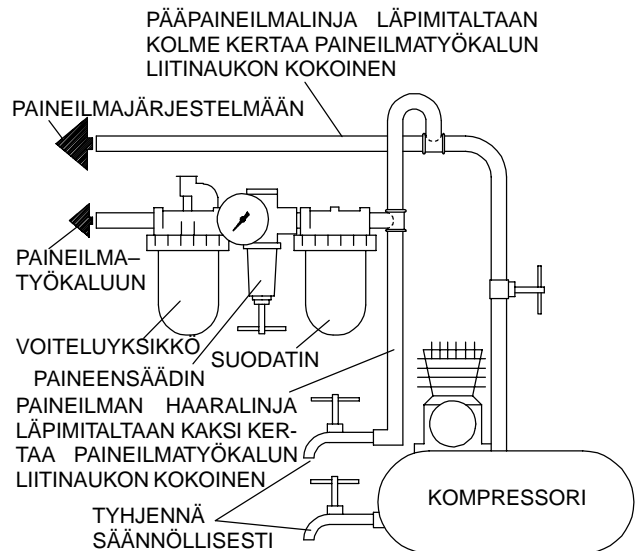 PÄÄPAINEILMALINJA LÄPIMITALTAAN
KOLME KERTAA PAINEILMATYÖKALUN
LIITINAUKON KOKOINEN
PAINEILMAJÄRJESTELMÄÄN
PAINEILMA–
TYÖKALUUN
VOITELUYKSIKKÖ
SUODATIN
PAINEENSÄÄDIN
PAINEILMAN HAARALINJA
LÄPIMITALTAAN KAKSI KER-
TAA PAINEILMATYÖKALUN
LIITINAUKON KOKOINEN
KOMPRESSORI
TYHJENNÄ
SÄÄNNÖLLISESTI